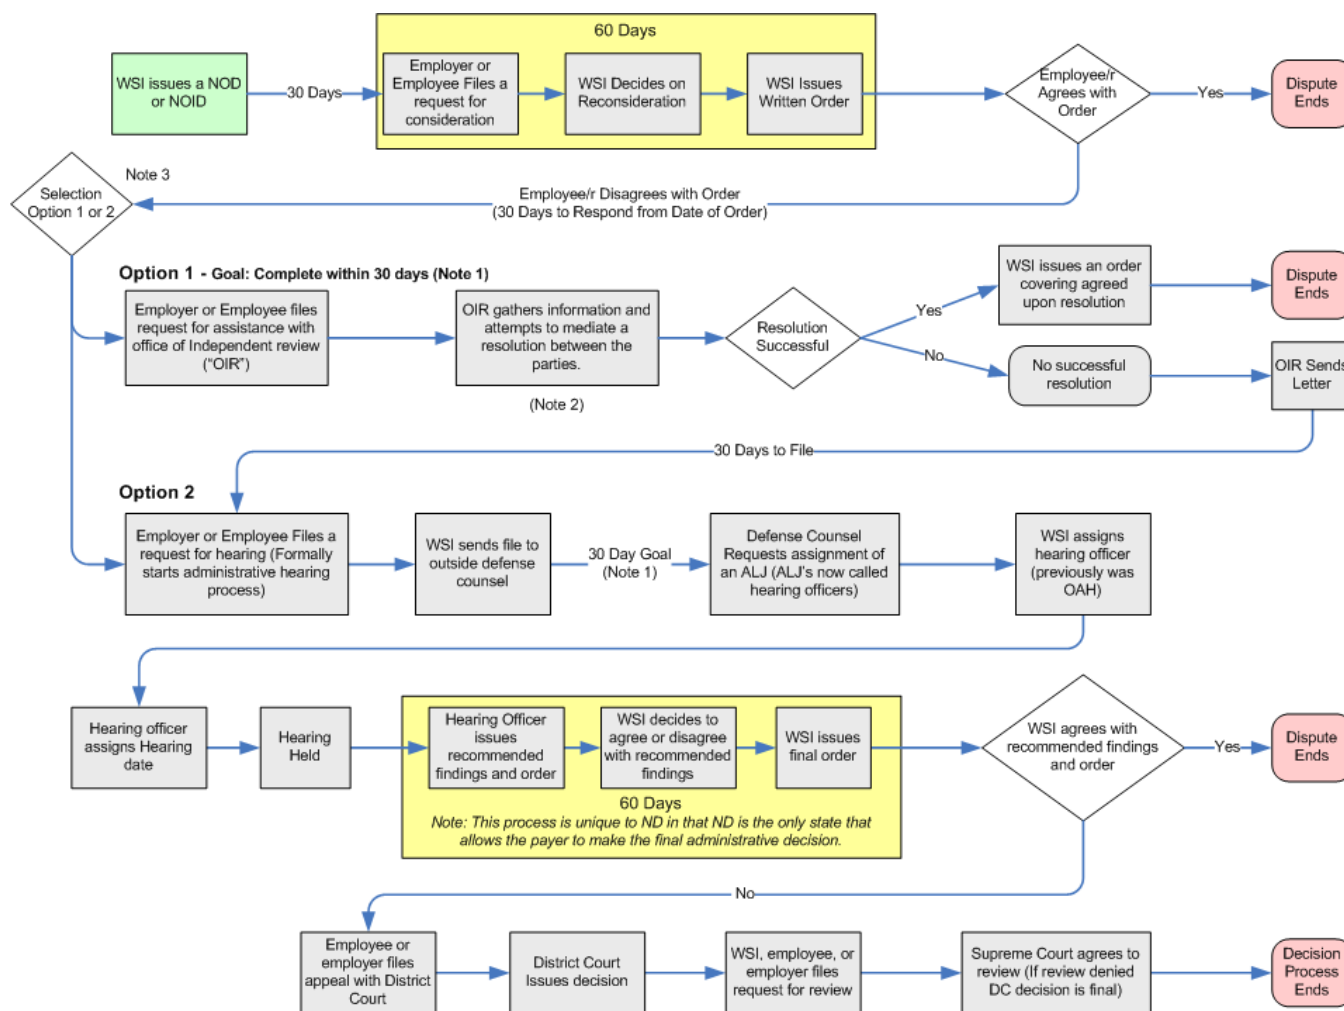 60 Days
WSI issues a NOD
or NOID
30 Days
Employer or
Employee Files a
request for
consideration
WSI Decides on
Reconsideration
WSI Issues
Written Order
Employee/r
Agrees with
Order
Yes
Dispute
Ends
Note 3
Selection
Option 1 or 2
Employee/r Disagrees with Order
(30 Days to Respond from Date of Order)
Option 1 - Goal: Complete within 30 days (Note 1)
Employer or Employee files
request for assistance with
office of Independent review
("OIR")
OIR gathers information and
attempts to mediate a
resolution between the
parties.
(Note 2)
Resolution
Successful
Yes
WSI issues an order
covering agreed
upon resolution
Dispute
Ends
No
No successful
resolution
OIR Sends
Letter
30 Days to File
Option 2
Employer or Employee Files a
request for hearing (Formally
starts administrative hearing
process)
WSI sends file to
outside defense
counsel
30 Day Goal
(Note 1)
Defense Counsel
Requests assignment of
an ALJ (ALJ's now called
hearing officers)
WSI assigns
hearing officer
(previously was
OAH)
Hearing officer
assigns Hearing
date
Hearing
Held
Hearing Officer
issues
recommended
findings and order
WSI decides to
agree or disagree
with recommended
findings
WSI issues
final order
60 Days
Note: This process is unique to ND in that ND is the only state that
allows the payer to make the final administrative decision.
WSI agrees with
recommended findings
and order
Yes
Dispute
Ends
No
Employee or
employer files
appeal with District
Court
District Court
Issues decision
WSI, employee, or
employer files
request for review
Supreme Court agrees to
review (If review denied
DC decision is final)
Decision
Process
Ends